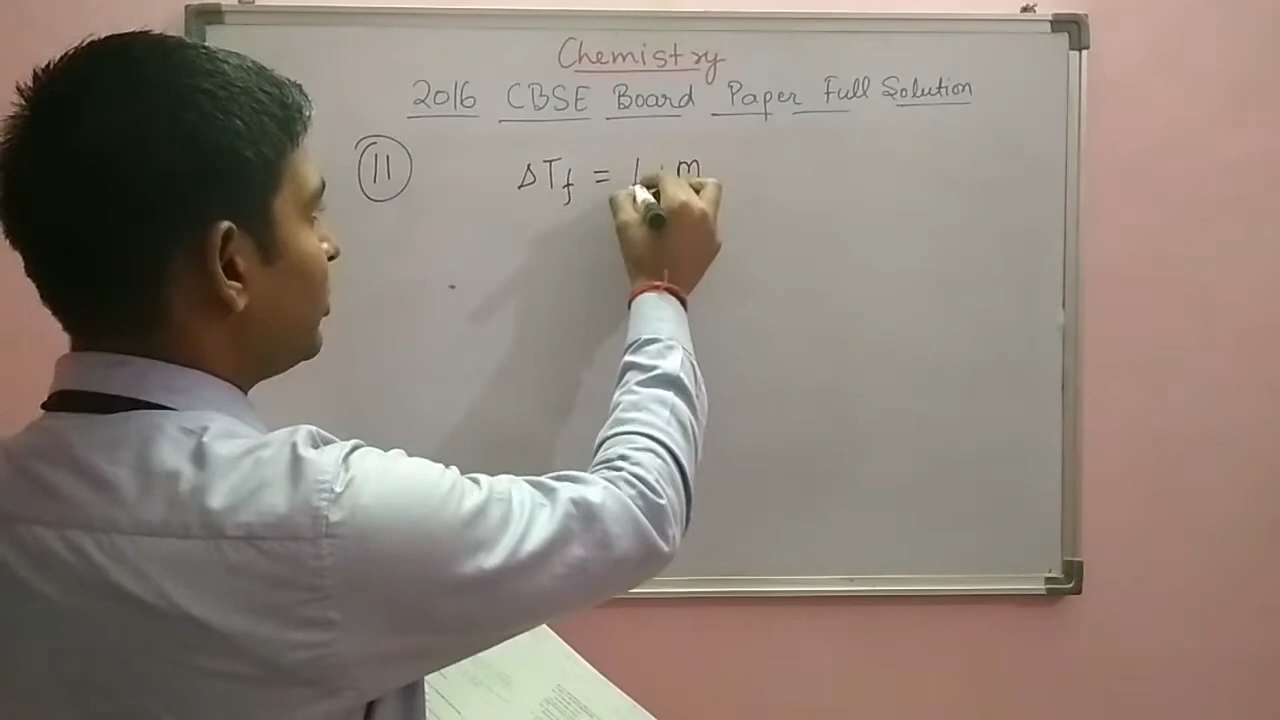 Chemistry
2016 CBSE Board Paper Full Solution
11 ΔTf = m